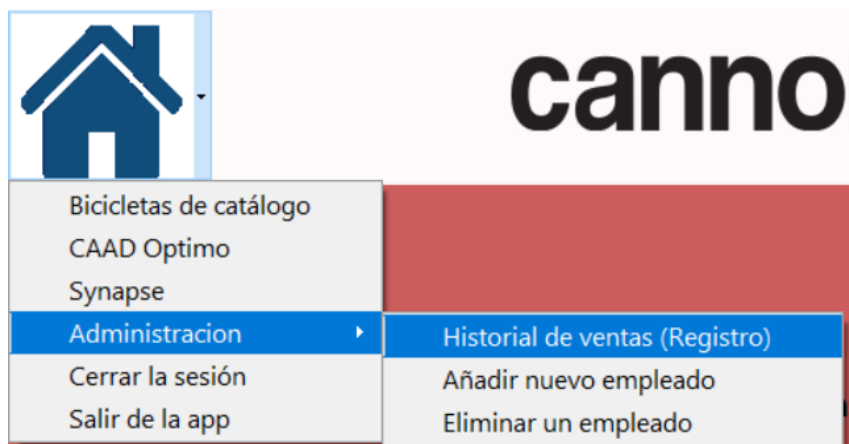 canno
Bicicletas de catálogo
CAAD Optimo
Synapse
Administracion
Historial de ventas (Registro)
Cerrar la sesión
Añadir nuevo empleado
Salir de la app
Eliminar un empleado